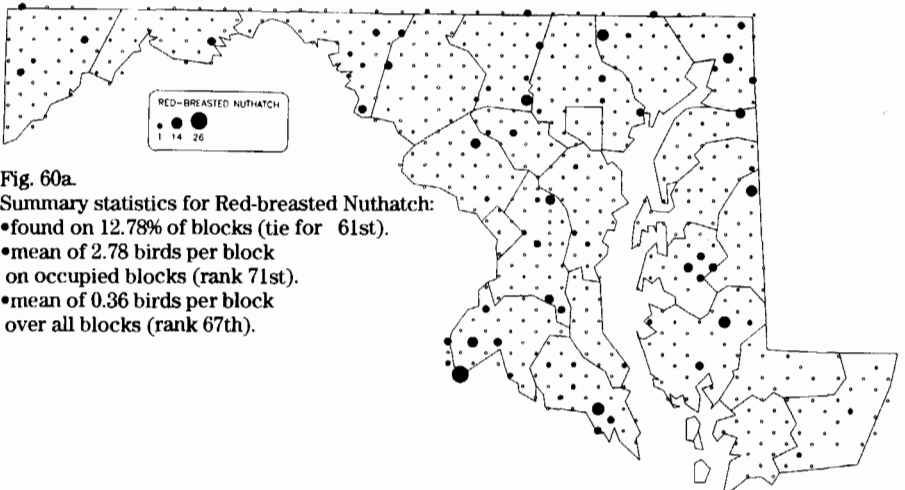 RED-BREASTED NUTHATCH
1 14 26
Fig. 60a.
Summary statistics for Red-breasted Nuthatch:
•found on 12.78% of blocks (tie for 61st).
•mean of 2.78 birds per block
on occupied blocks (rank 71st).
•mean of 0.36 birds per block
over all blocks (rank 67th).